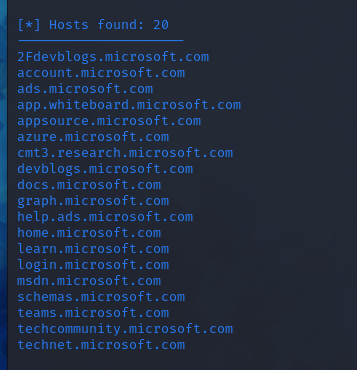 [*] Hosts found: 20
---------------------
2Fdevblogs.microsoft.com
account.microsoft.com
ads.microsoft.com
app.whiteboard.microsoft.com
appsource.microsoft.com
azure.microsoft.com
cmt3.research.microsoft.com
devblogs.microsoft.com
docs.microsoft.com
graph.microsoft.com
help.ads.microsoft.com
home.microsoft.com
learn.microsoft.com
login.microsoft.com
msdn.microsoft.com
schemas.microsoft.com
teams.microsoft.com
techcommunity.microsoft.com
technet.microsoft.com